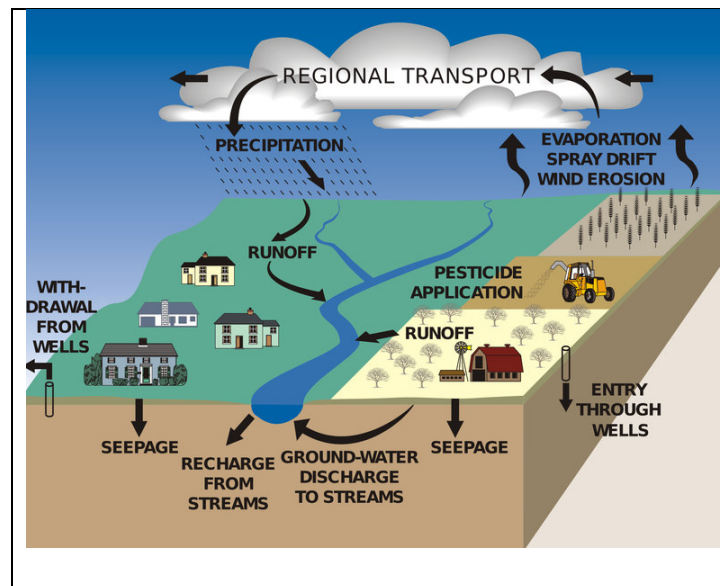 REGIONAL TRANSPORT
PRECIPITATION
EVAPORATION
SPRAY DRIFT
WIND EROSION
RUNOFF
PESTICIDE
APPLICATION
WITH-
DRAWAL
FROM
WELLS
RUNOFF
ENTRY
THROUGH
WELLS
SEEPAGE
RECHARGE
FROM
STREAMS
GROUND-WATER
DISCHARGE
TO STREAMS
SEEPAGE